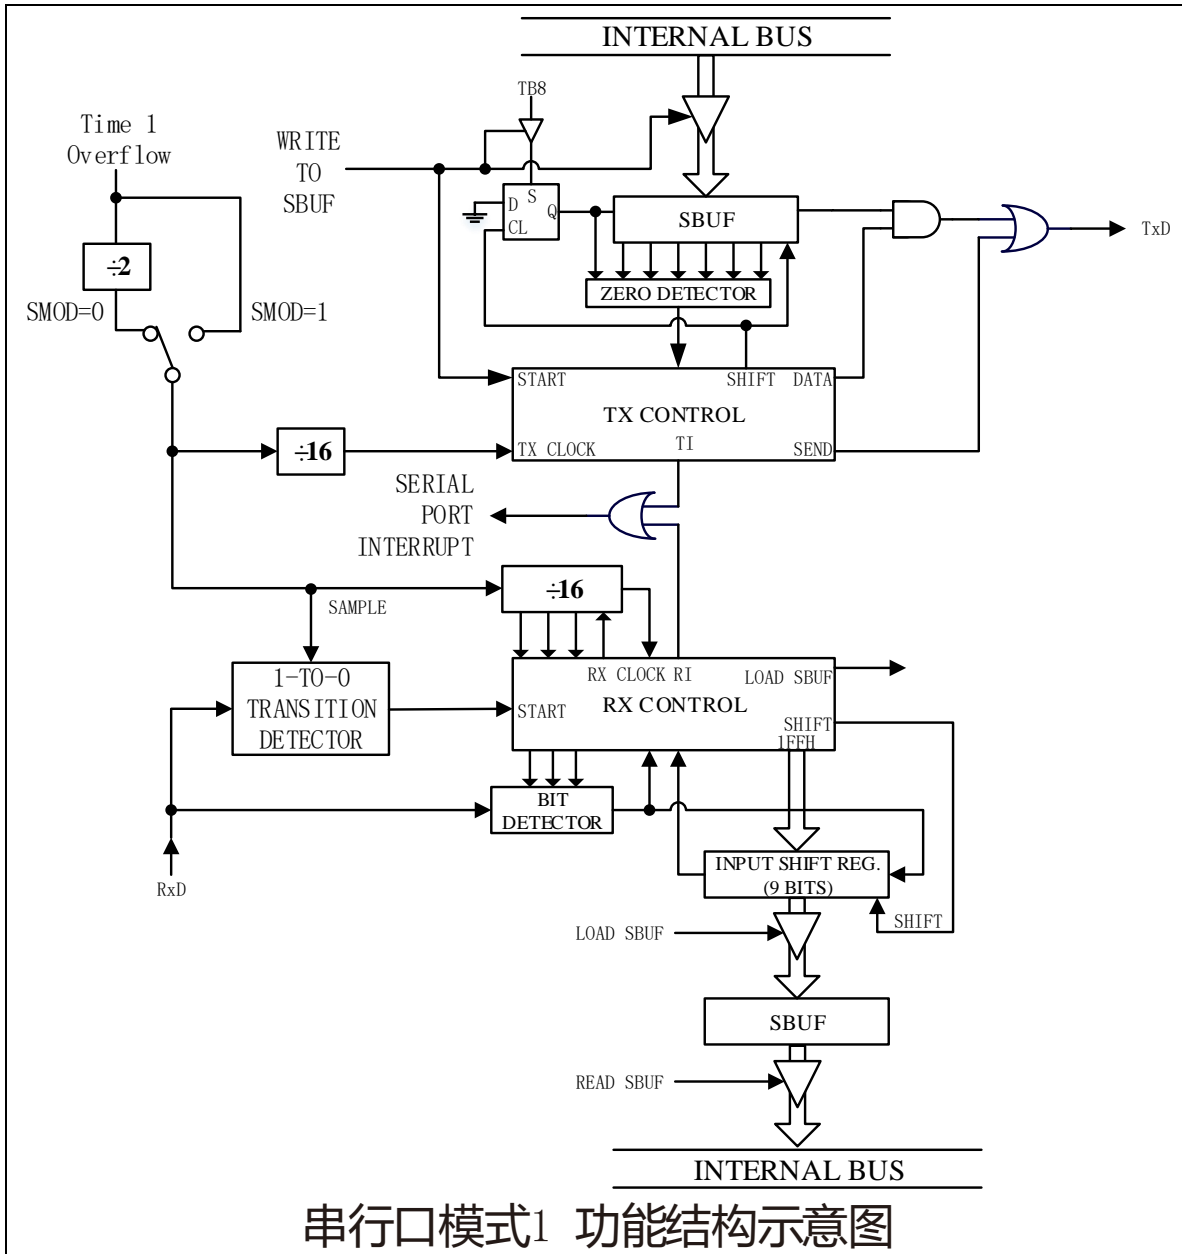 INTERNAL BUS
TB8
Time 1
Overflow
WRITE
TO
SBUF
S
D
Q
CL
SBUF
TxD
÷2
ZERO DETECTOR
SMOD=0
SMOD=1
START
SHIFT
DATA
TX CONTROL
TX CLOCK
TI
SEND
÷16
SERIAL
PORT
INTERRUPT
÷16
SAMPLE
1-TO-0
TRANSITION
DETECTOR
RX CLOCK
RI
LOAD SBUF
START
RX CONTROL
SHIFT
1FFH
BIT
DETECTOR
RxD
INPUT SHIFT REG.
(9 BITS)
SHIFT
LOAD SBUF
SBUF
READ SBUF
INTERNAL BUS
串行口模式1 功能结构示意图